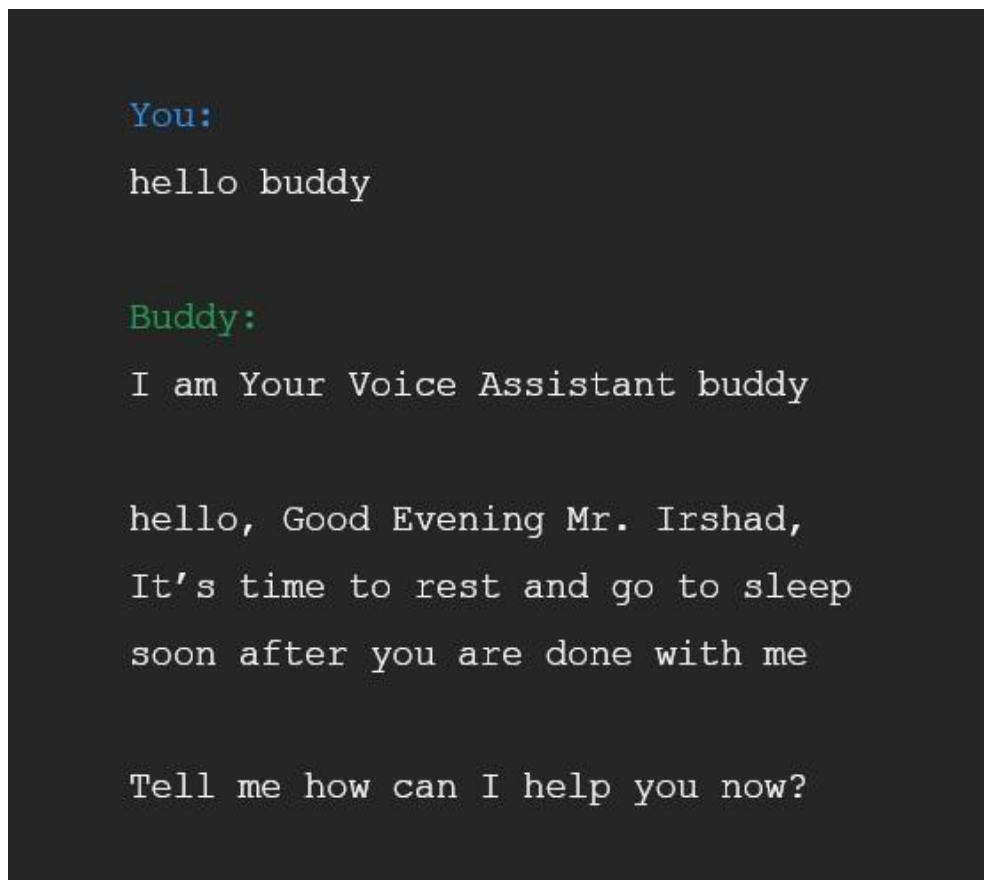 You:
hello buddy
Buddy:
I am Your Voice Assistant buddy
hello, Good Evening Mr. Irshad,
It’s time to rest and go to sleep
soon after you are done with me
Tell me how can I help you now?